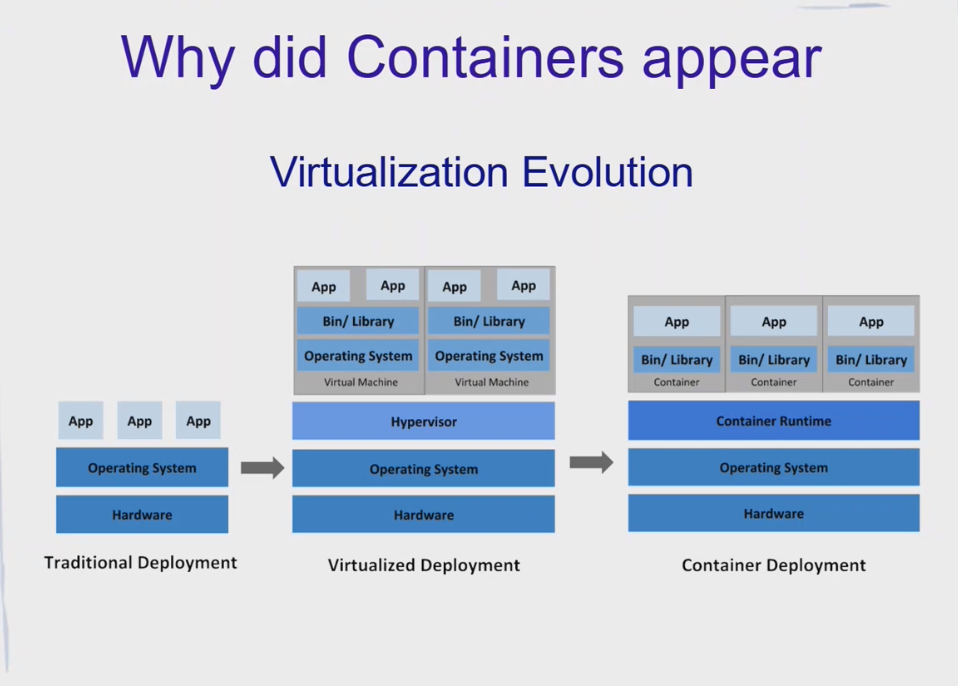 Why did Containers appear
Virtualization Evolution
App App App
Operating System
Hardware
Traditional Deployment
App App App App
Bin/ Library Bin/ Library
Operating System Operating System
Virtual Machine Virtual Machine
Hypervisor
Operating System
Hardware
Virtualized Deployment
App App App
Bin/ Library Bin/ Library Bin/ Library
Container Container Container
Container Runtime
Operating System
Hardware
Container Deployment